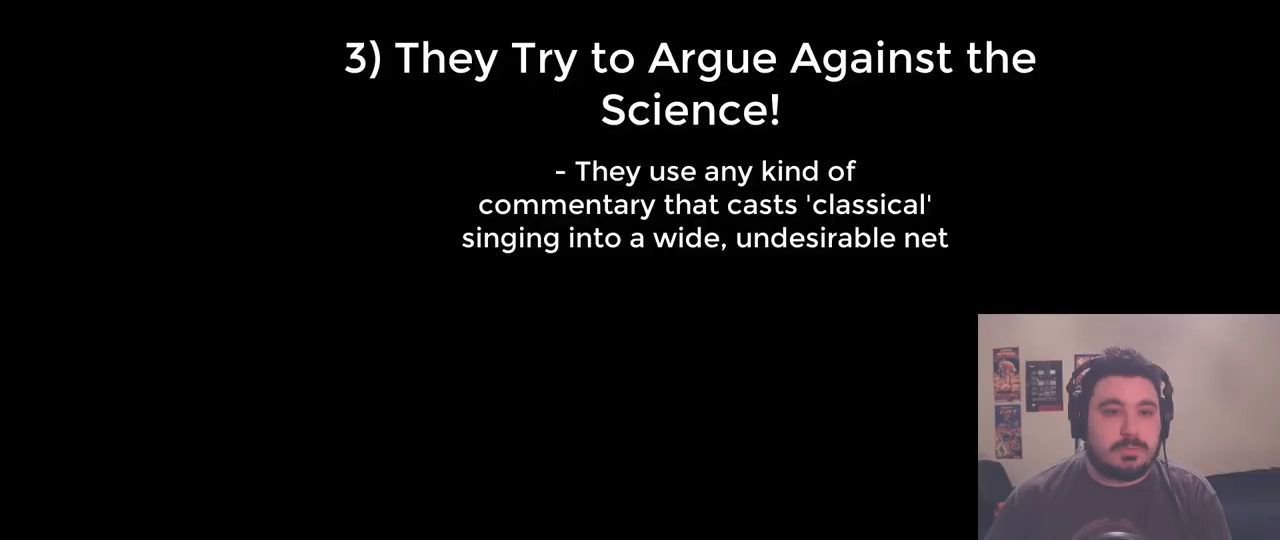 3) They Try to Argue Against the
Science!
- They use any kind of
commentary that casts 'classical'
singing into a wide, undesirable net